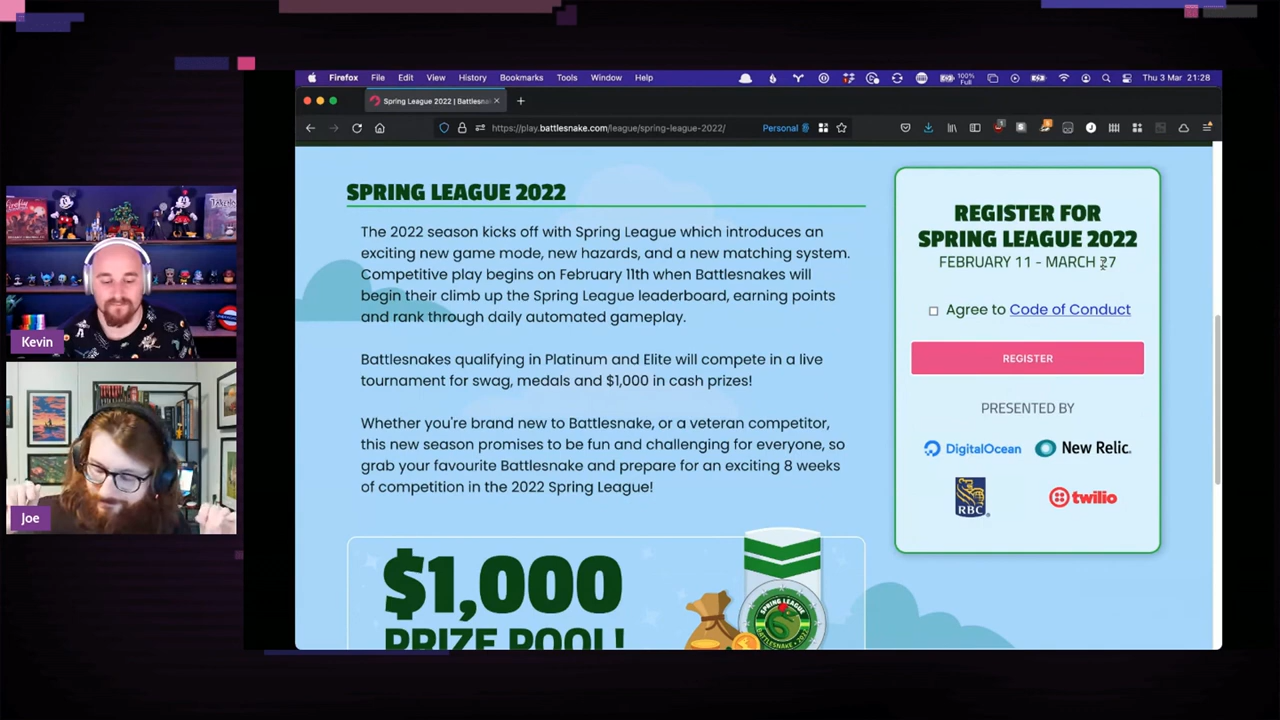 Firefox File Edit View History Bookmarks Tools Window Help 100% Full Thu 3 Mar 21:28
Spring League 2022 | Battlesna
https://play.battlesnake.com/league/spring-league-2022/ Personal
SPRING LEAGUE 2022
The 2022 season kicks off with Spring League which introduces an
exciting new game mode, new hazards, and a new matching system.
Competitive play begins on February 11th when Battlesnakes will
begin their climb up the Spring League leaderboard, earning points
and rank through daily automated gameplay.
Battlesnakes qualifying in Platinum and Elite will compete in a live
tournament for swag, medals and $1,000 in cash prizes!
Whether you're brand new to Battlesnake, or a veteran competitor,
this new season promises to be fun and challenging for everyone, so
grab your favourite Battlesnake and prepare for an exciting 8 weeks
of competition in the 2022 Spring League!
$1,000
PRIZE POOL!
SPRING LEAGUE
BATTLESNAKE • 2022
REGISTER FOR
SPRING LEAGUE 2022
FEBRUARY 11 - MARCH 27
Agree to Code of Conduct
REGISTER
PRESENTED BY
DigitalOcean New Relic.
RBC twilio
Kevin
Joe